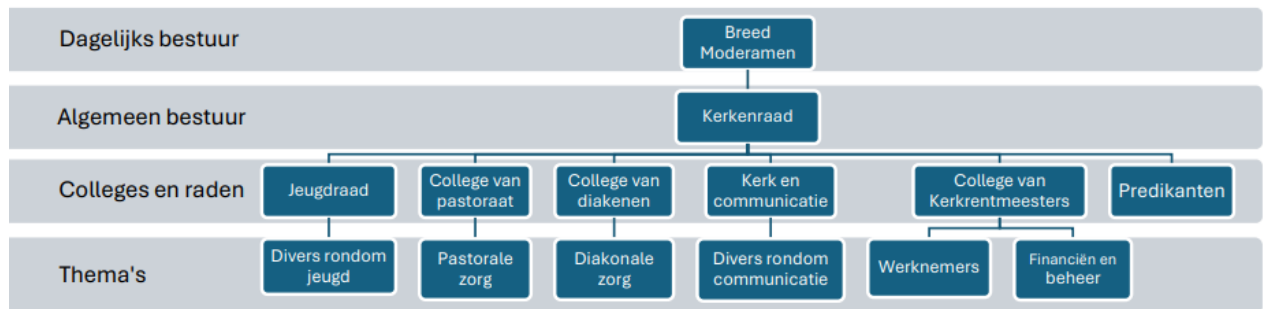 Dagelijks bestuur
Breed
Moderamen
Algemeen bestuur
Kerkenraad
Colleges en raden
Jeugdraad
College van
pastoraat
College van
diakenen
Kerk en
communicatie
College van
Kerkrentmeesters
Predikanten
Thema's
Divers rondom
jeugd
Pastorale
zorg
Diakonale
zorg
Divers rondom
communicatie
Werknemers
Financiën en
beheer